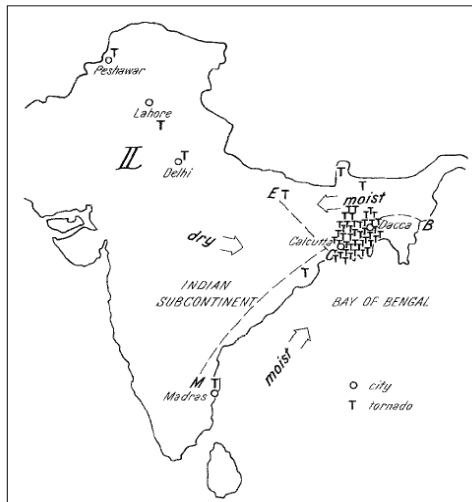 T
Peshawar
Lahore
T
T
Delhi
L
T
T
E T
moist
Dacca
B
dry
Calcutta
C
T
INDIAN
SUBCONTINENT
BAY OF BENGAL
moist
M T
Madras
city
T tornado